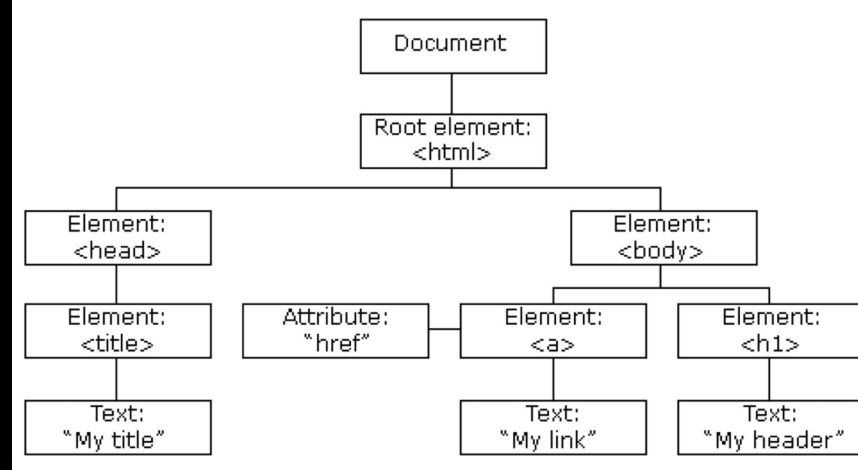 Document
Root element:
<html>
Element:
<head>
Element:
<body>
Element:
<title>
Attribute:
“href”
Element:
<a>
Element:
<h1>
Text:
“My title”
Text:
“My link”
Text:
“My header”